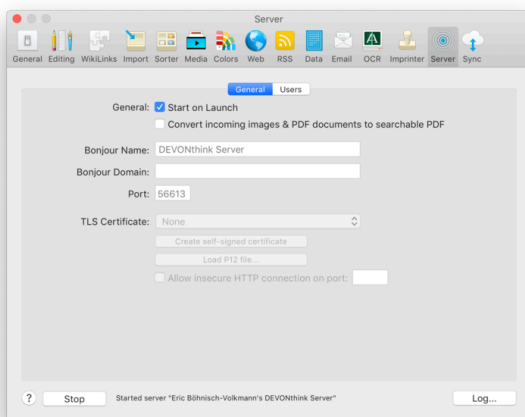 Server
General Editing WikiLinks Import Sorter Media Colors Web RSS Data Email OCR Imprinter Server Sync
General Users
General: Start on Launch
Convert incoming images & PDF documents to searchable PDF
Bonjour Name: DEVONthink Server
Bonjour Domain:
Port: 56613
TLS Certificate: None
Create self-signed certificate
Load P12 file...
Allow insecure HTTP connection on port:
? Stop Started server "Eric Böhnisch-Volkmann's DEVONthink Server" Log...